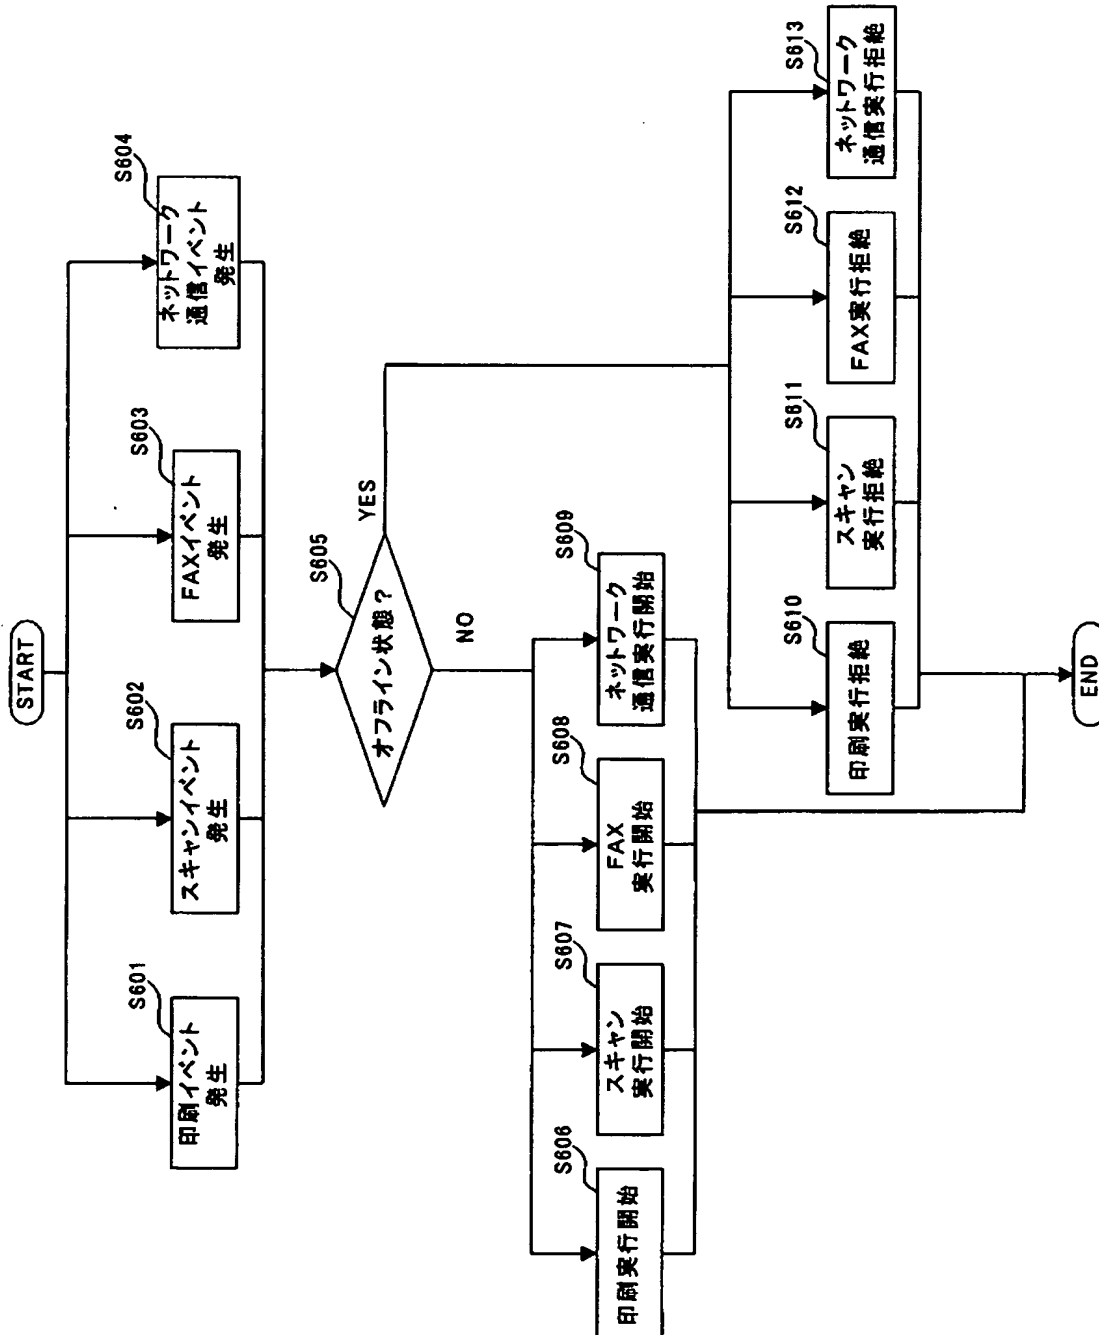 START
S601
印刷イベント
発生
S602
スキャンイベント
発生
S603
FAXイベント
発生
S604
ネットワーク
通信イベント
発生
S605
オフライン状態？
YES
NO
S606
印刷実行開始
S607
スキャン
実行開始
S608
FAX
実行開始
S609
ネットワーク
通信実行開始
S610
印刷実行拒絶
S611
スキャン
実行拒絶
S612
FAX実行拒絶
S613
ネットワーク
通信実行拒絶
END